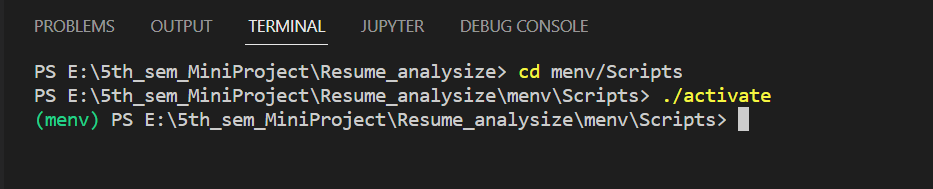 PROBLEMS OUTPUT TERMINAL JUPYTER DEBUG CONSOLE
PS E:\5th_sem_MiniProject\Resume_analysize> cd menv/Scripts
PS E:\5th_sem_MiniProject\Resume_analysize\menv\Scripts> ./activate
(menv) PS E:\5th_sem_MiniProject\Resume_analysize\menv\Scripts>